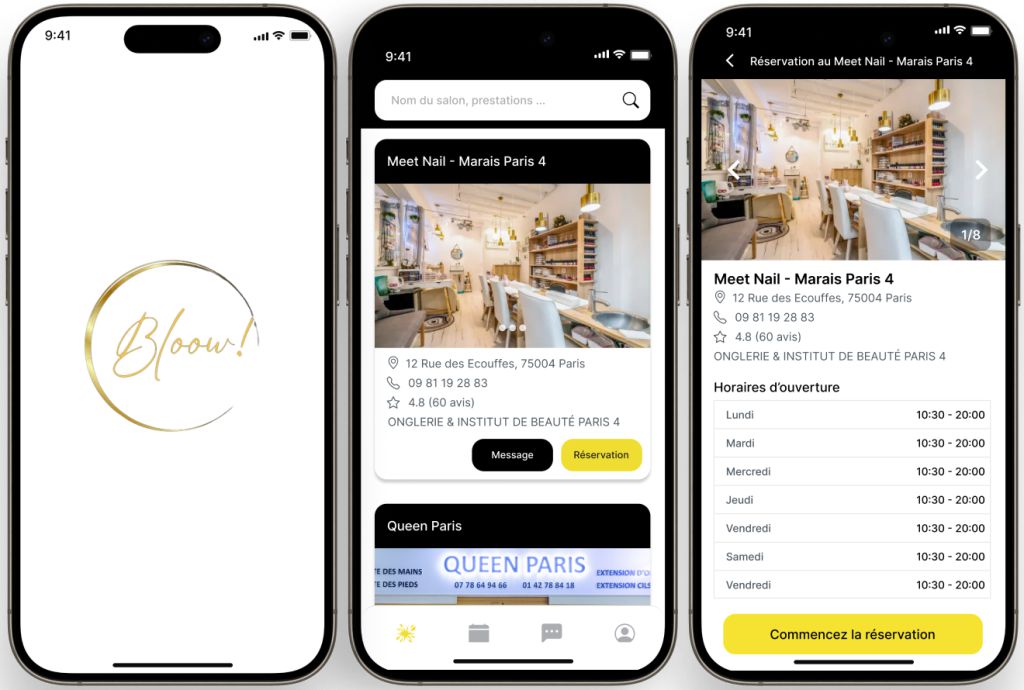 9:41
Bloow!
9:41
Nom du salon, prestations ...
Meet Nail - Marais Paris 4
12 Rue des Ecouffes, 75004 Paris
09 81 19 28 83
4.8 (60 avis)
ONGLERIE & INSTITUT DE BEAUTÉ PARIS 4
Message
Réservation
Queen Paris
QUEEN PARIS
TE DES MAINS
EXTENSION D'O
TE DES PIEDS
07 78 64 94 66
01 42 78 84 18
EXTENSION CILS
9:41
Réservation au Meet Nail - Marais Paris 4
1/8
Meet Nail - Marais Paris 4
12 Rue des Ecouffes, 75004 Paris
09 81 19 28 83
4.8 (60 avis)
ONGLERIE & INSTITUT DE BEAUTÉ PARIS 4
Horaires d’ouverture
Lundi 10:30 - 20:00
Mardi 10:30 - 20:00
Mercredi 10:30 - 20:00
Jeudi 10:30 - 20:00
Vendredi 10:30 - 20:00
Samedi 10:30 - 20:00
Vendredi 10:30 - 20:00
Commencez la réservation